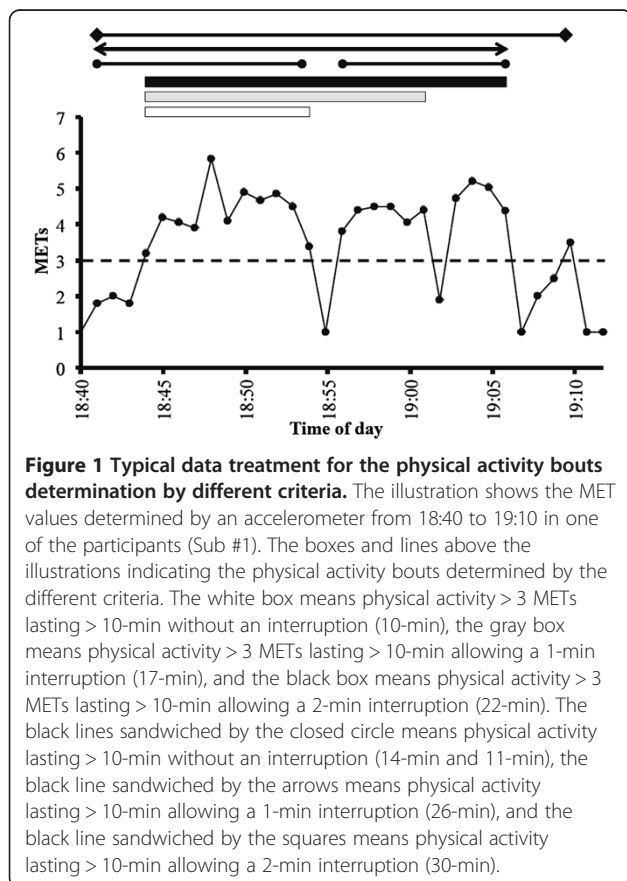 7
6
5
4
3
2
1
0
METs
18:40
18:45
18:50
18:55
19:00
19:05
19:10
Time of day
Figure 1 Typical data treatment for the physical activity bouts
determination by different criteria. The illustration shows the MET
values determined by an accelerometer from 18:40 to 19:10 in one
of the participants (Sub #1). The boxes and lines above the
illustrations indicating the physical activity bouts determined by the
different criteria. The white box means physical activity > 3 METs
lasting > 10-min without an interruption (10-min), the gray box
means physical activity > 3 METs lasting > 10-min allowing a 1-min
interruption (17-min), and the black box means physical activity > 3
METs lasting > 10-min allowing a 2-min interruption (22-min). The
black lines sandwiched by the closed circle means physical activity
lasting > 10-min without an interruption (14-min and 11-min), the
black line sandwiched by the arrows means physical activity
lasting > 10-min allowing a 1-min interruption (26-min), and the
black line sandwiched by the squares means physical activity
lasting > 10-min allowing a 2-min interruption (30-min).